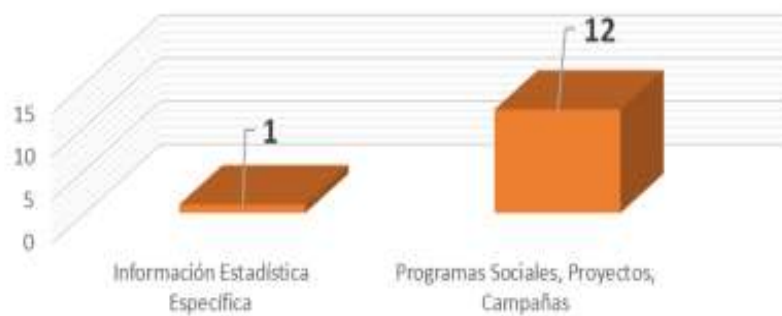 12
1
15
10
5
0
Información Estadística
Específica
Programas Sociales, Proyectos,
Campañas